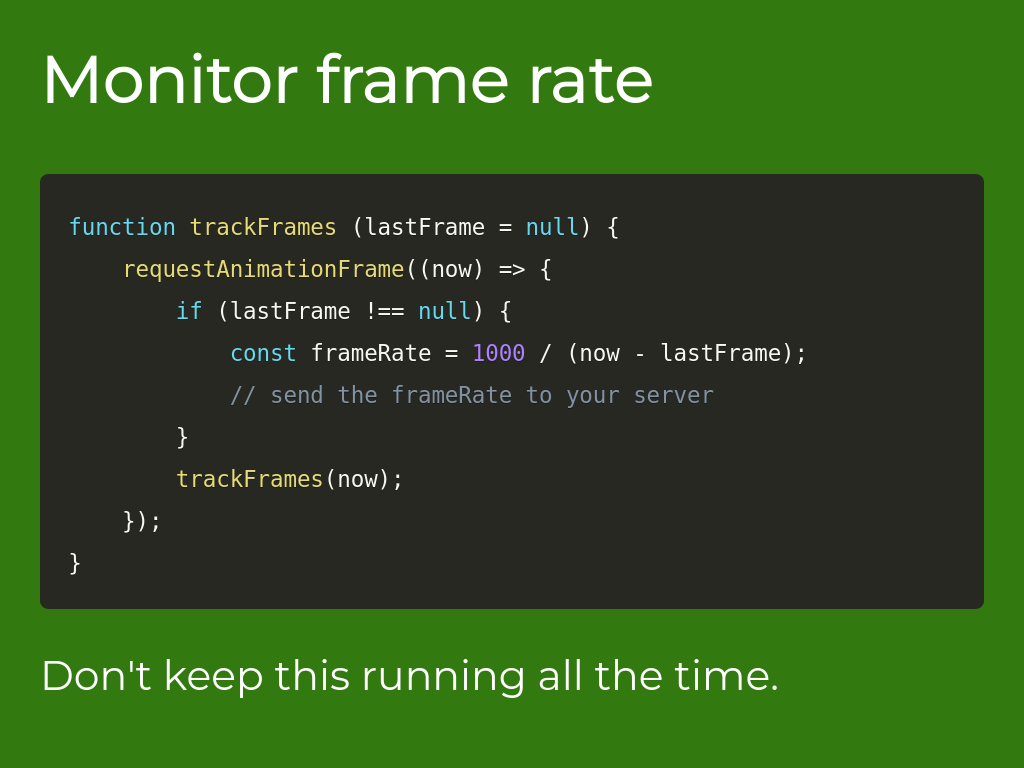 Monitor frame rate
function trackFrames (lastFrame = null) {
    requestAnimationFrame((now) => {
        if (lastFrame !== null) {
            const frameRate = 1000 / (now - lastFrame);
            // send the frameRate to your server
        }
        trackFrames(now);
    });
}
Don't keep this running all the time.